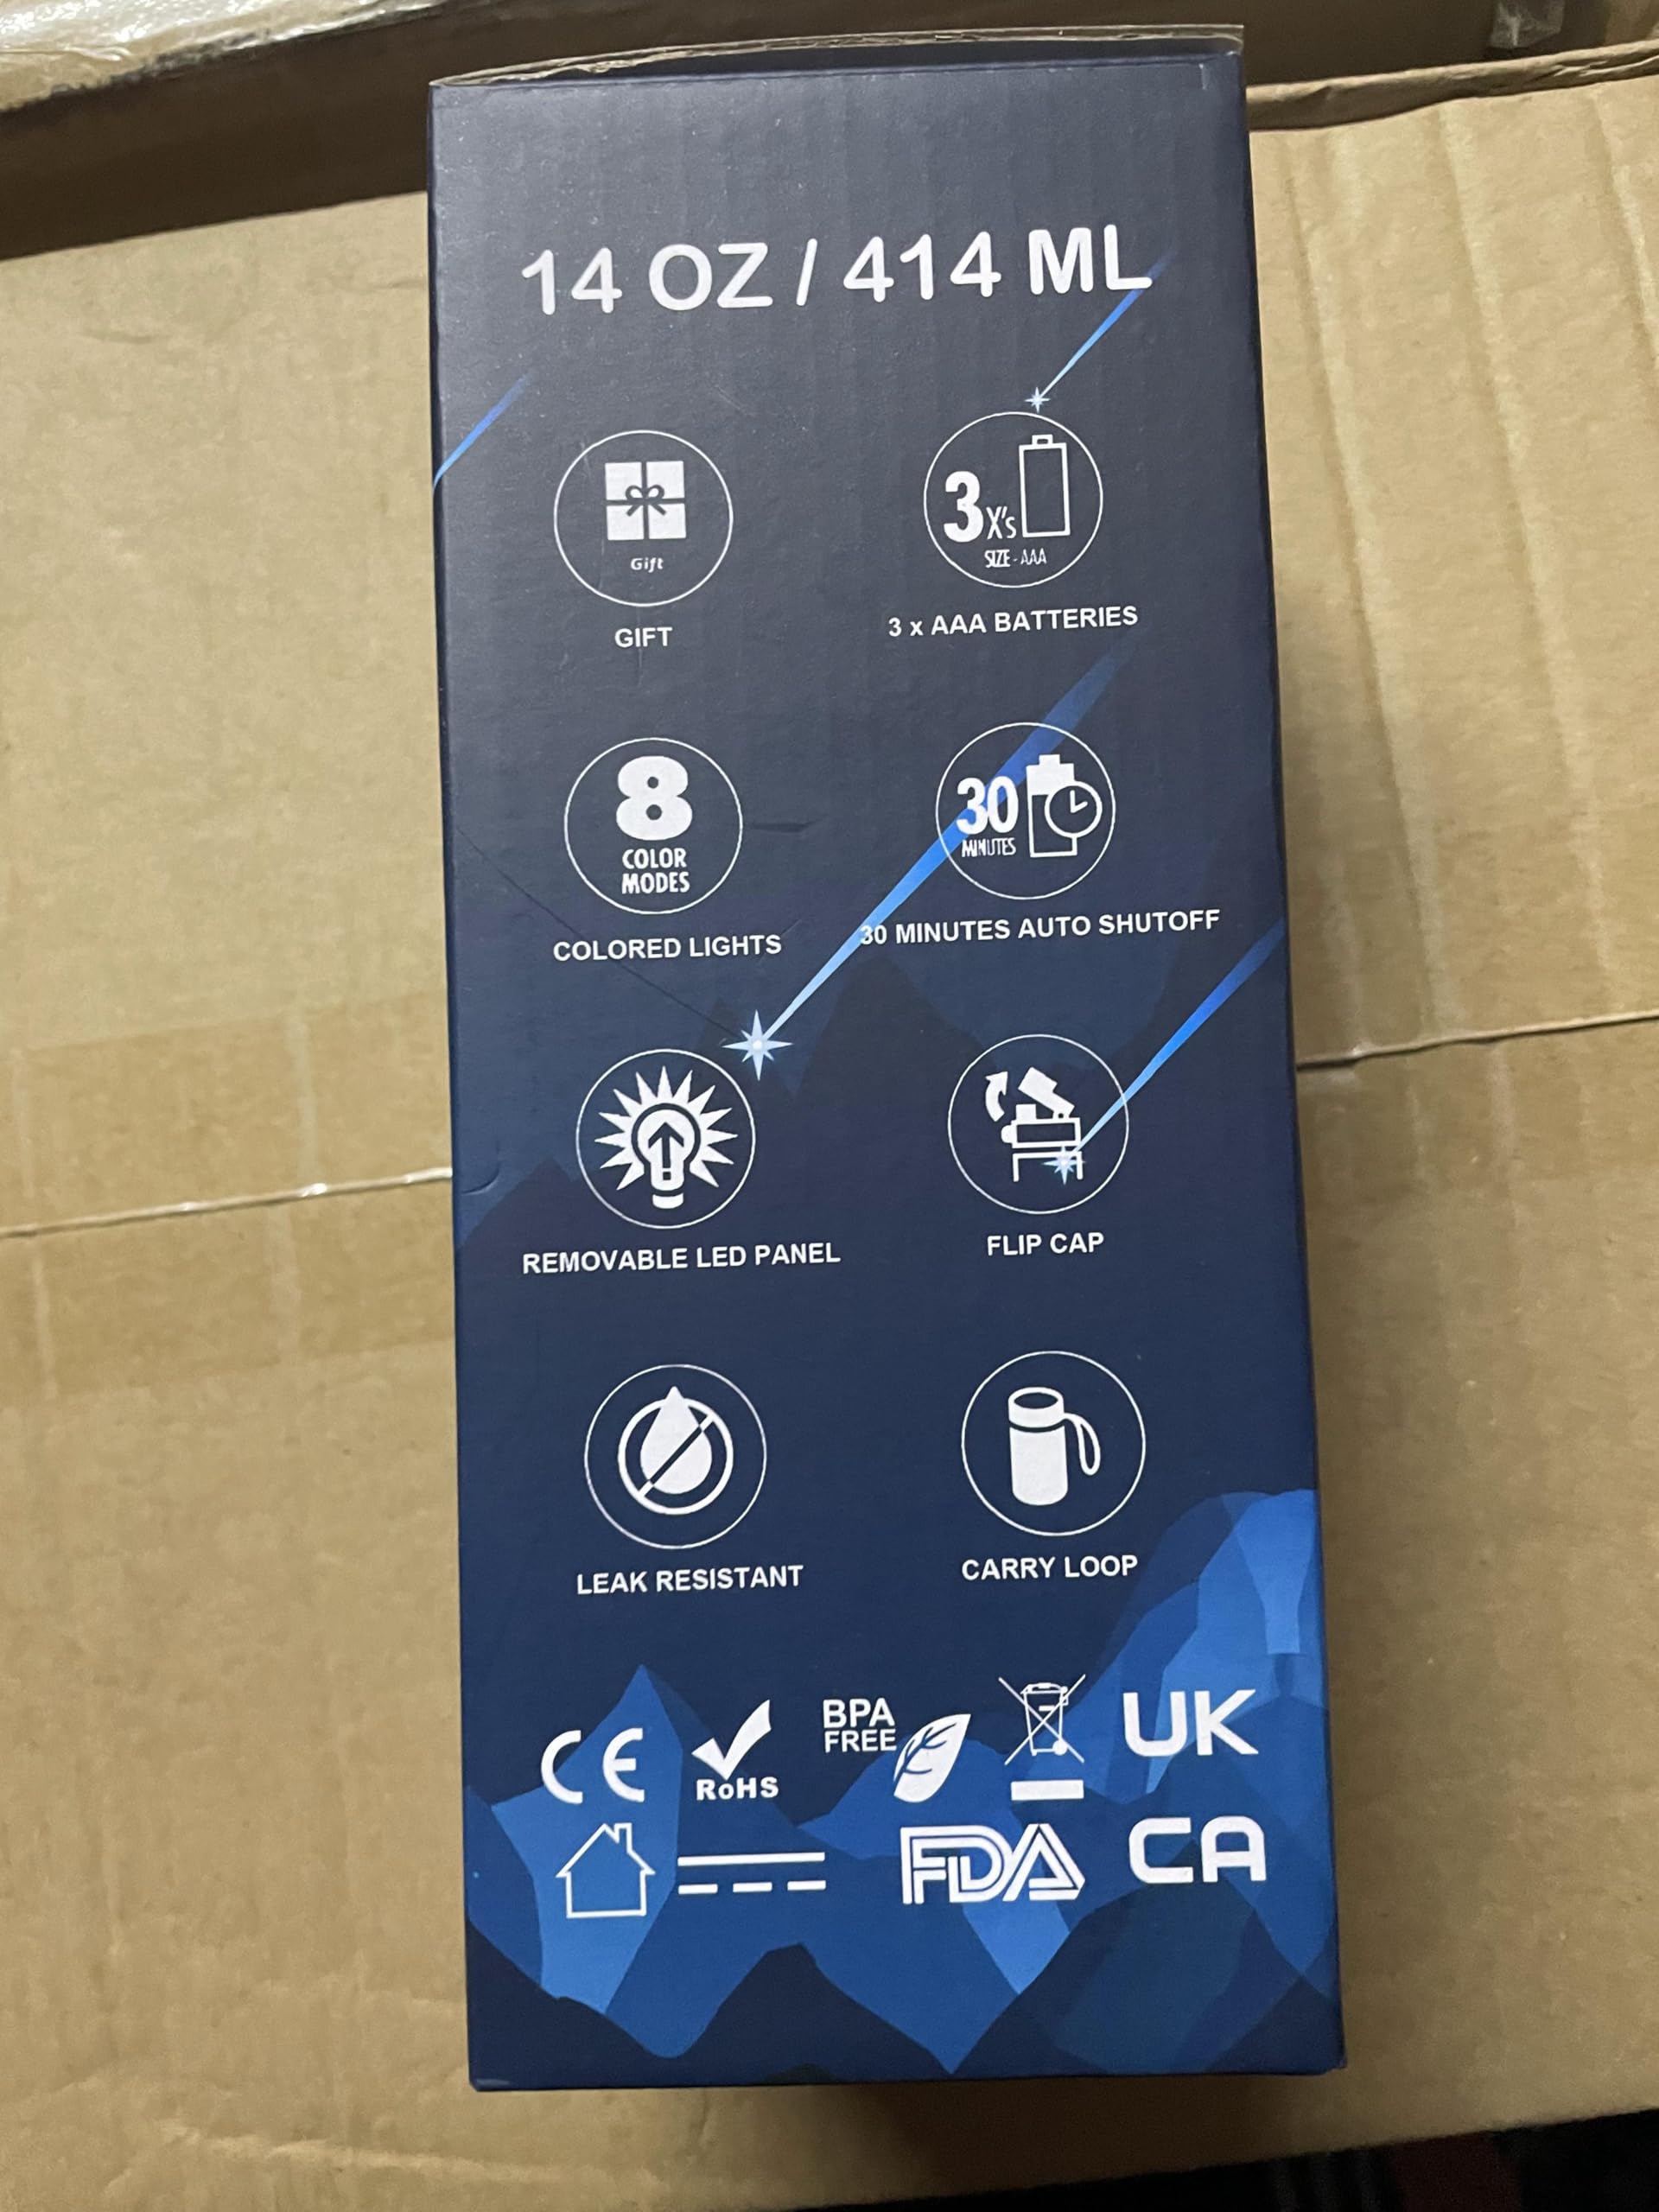 14 OZ / 414 ML
Gift
GIFT
3 X's
SIZE - AAA
3 x AAA BATTERIES
8
COLOR
MODES
COLORED LIGHTS
30
MINUTES
30 MINUTES AUTO SHUTOFF
REMOVABLE LED PANEL
FLIP CAP
LEAK RESISTANT
CARRY LOOP
CE
RoHS
BPA
FREE
UK
CA
FDA